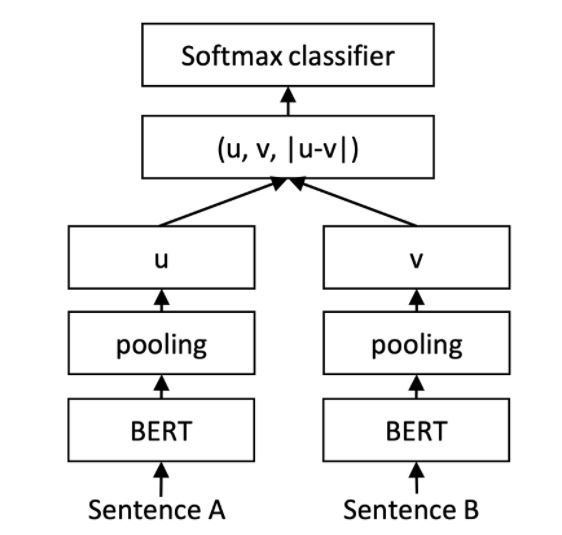 Softmax classifier
(u, v, |u-v|)
u
v
pooling
pooling
BERT
BERT
Sentence A
Sentence B